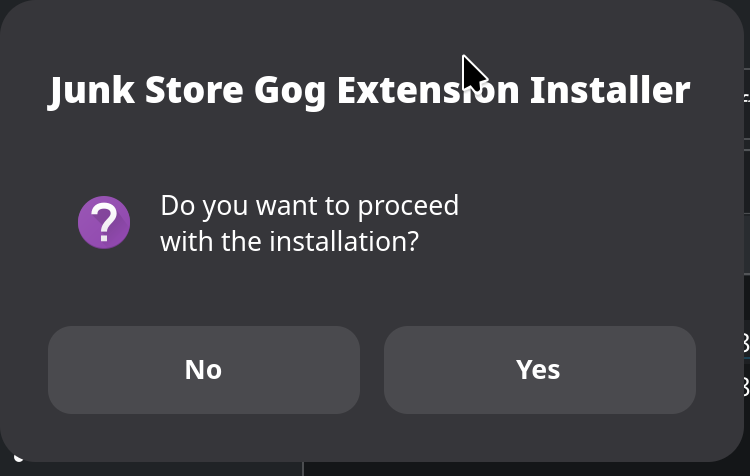 Junk Store Gog Extension Installer
Do you want to proceed
with the installation?
No
Yes